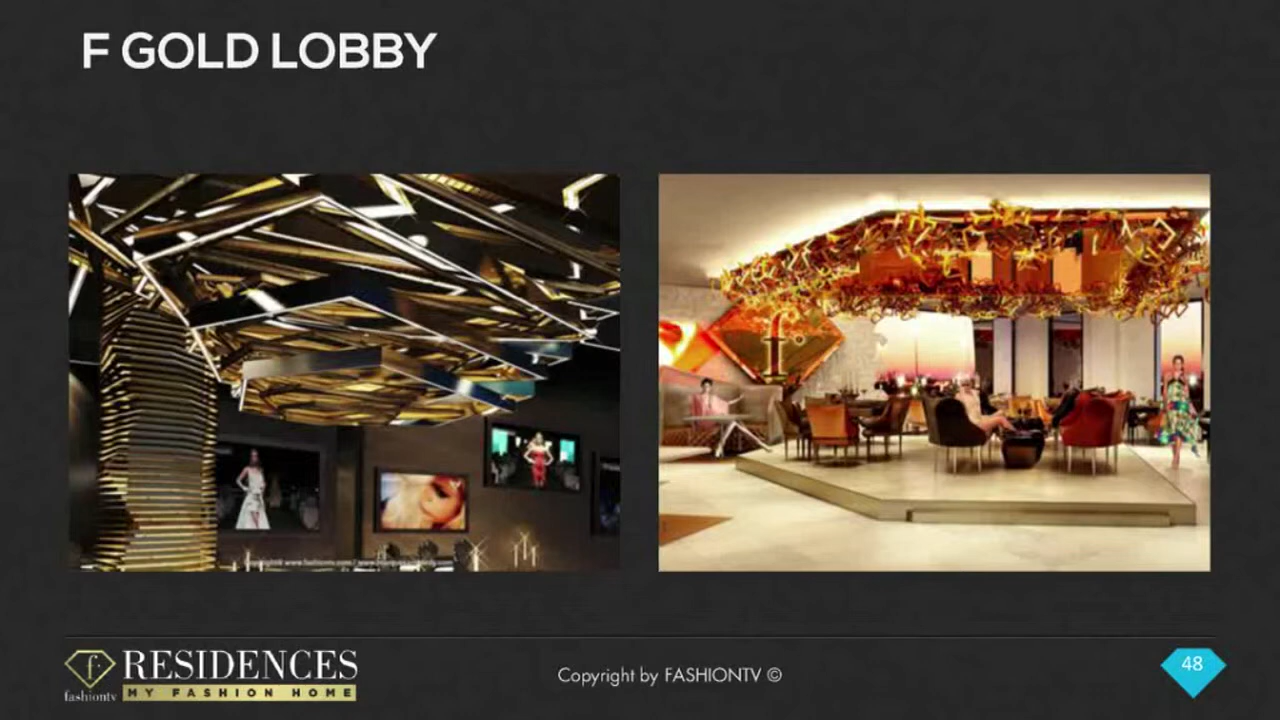 F GOLD LOBBY
f
f
fashiontv
RESIDENCES
MY FASHION HOME
Copyright by FASHIONTV ©
48